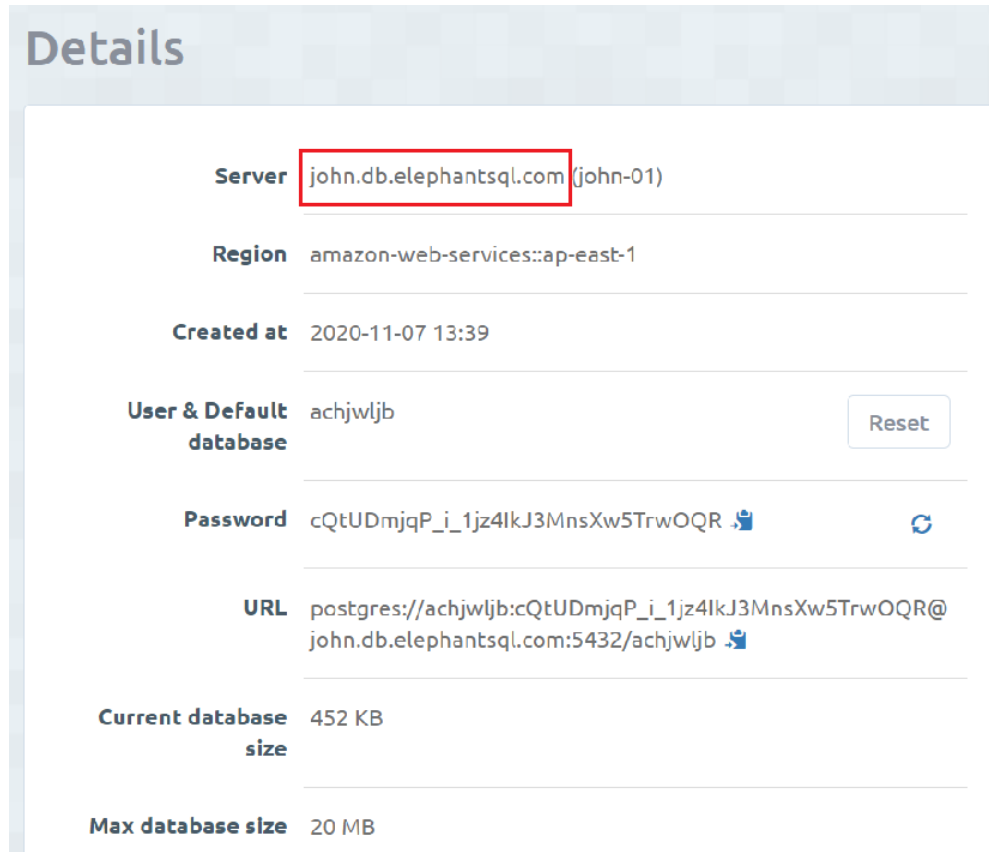 Details
Server john.db.elephantsql.com (john-01)
Region amazon-web-services::ap-east-1
Created at 2020-11-07 13:39
User & Default database achjwljb Reset
Password cQtUDmjqP_i_1jz4IkJ3MnsXw5TrwOQR
URL postgres://achjwljb:cQtUDmjqP_i_1jz4IkJ3MnsXw5TrwOQR@
john.db.elephantsql.com:5432/achjwljb
Current database size 452 KB
Max database size 20 MB